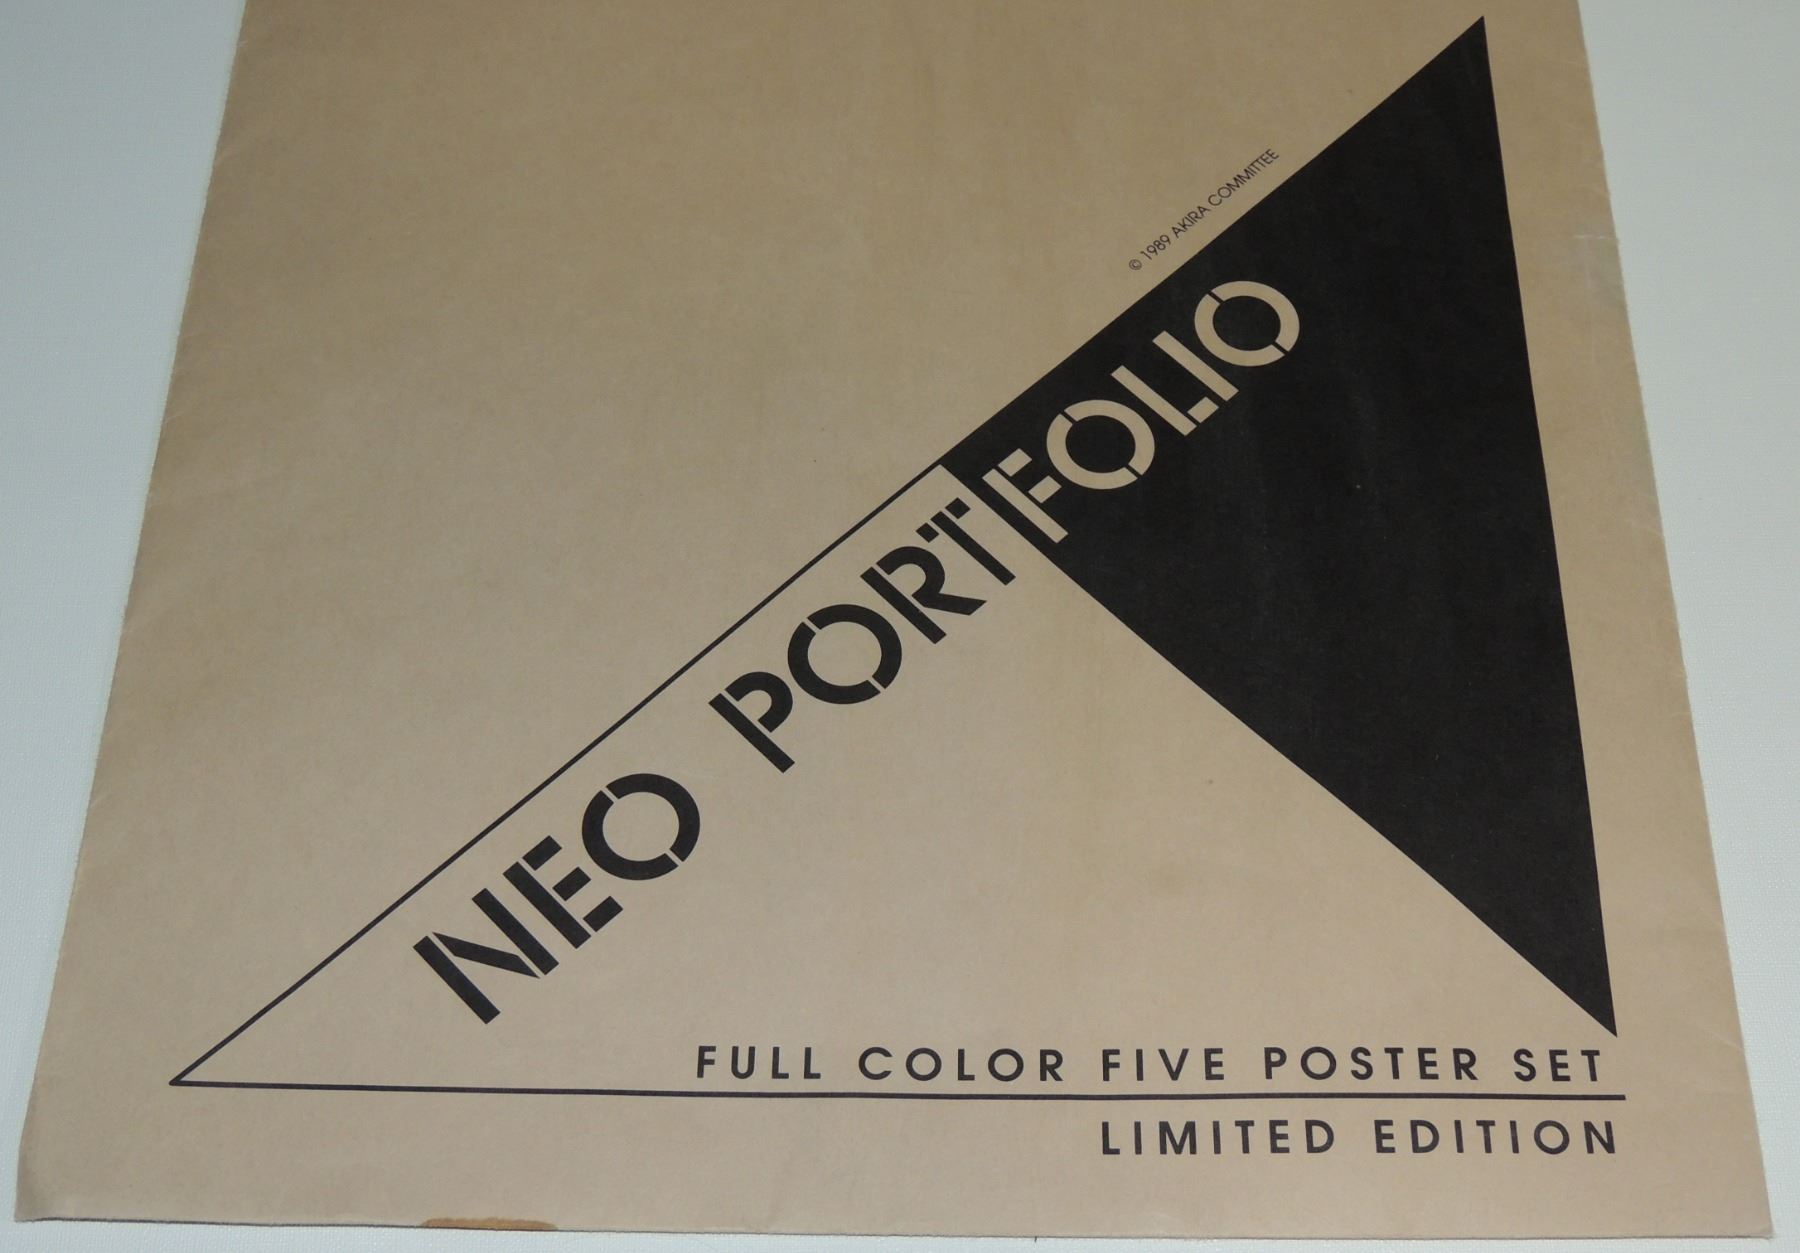 © 1989 AKIRA COMMITTEE
NEO PORTFOLIO
FULL COLOR FIVE POSTER SET
LIMITED EDITION